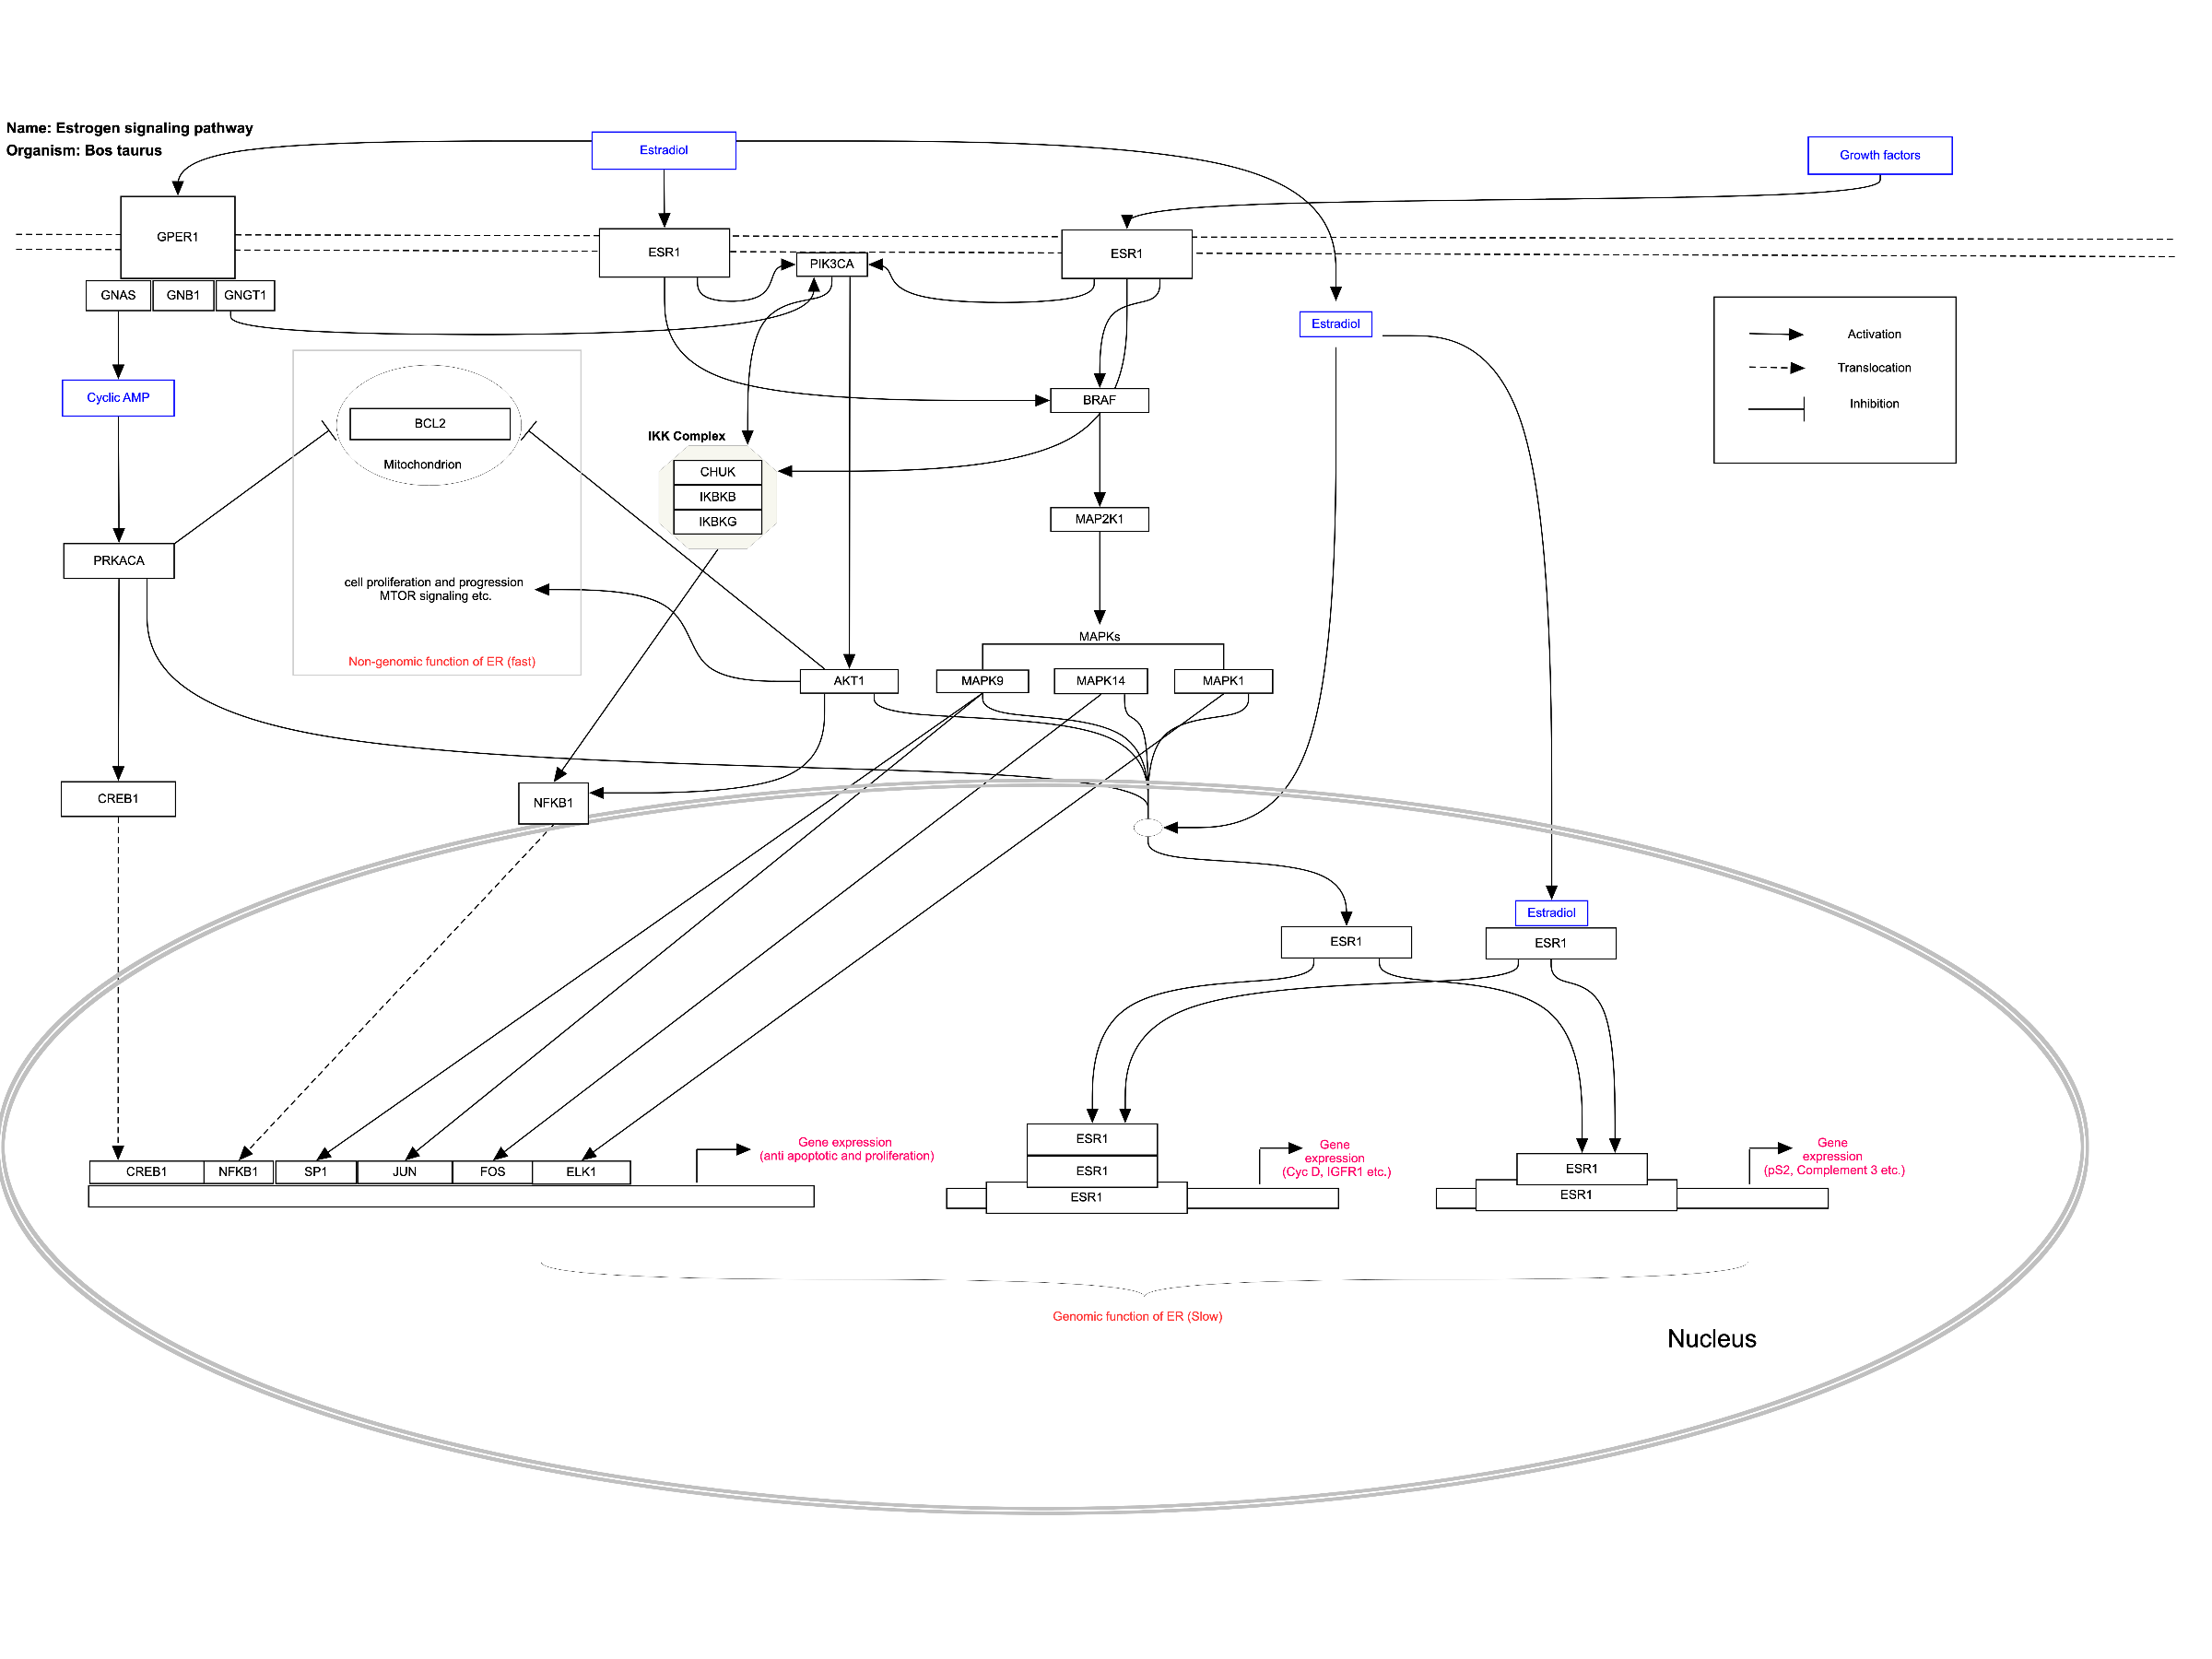 Name: Estrogen signaling pathway
Organism: Bos taurus
Estradiol
Growth factors
GPER1
ESR1
PIK3CA
ESR1
GNAS
GNB1
GNGT1
Estradiol
Activation
Translocation
Inhibition
Cyclic AMP
BCL2
Mitochondrion
BRAF
IKK Complex
CHUK
IKBKB
IKBKG
MAP2K1
PRKACA
cell proliferation and progression
MTOR signaling etc.
Non-genomic function of ER (fast)
MAPKs
AKT1
MAPK9
MAPK14
MAPK1
CREB1
NFKB1
Estradiol
ESR1
ESR1
CREB1
NFKB1
SP1
JUN
FOS
ELK1
Gene expression
(anti apoptotic and proliferation)
ESR1
ESR1
ESR1
Gene
expression
(Cyc D, IGFR1 etc.)
ESR1
ESR1
Gene
expression
(pS2, Complement 3 etc.)
Genomic function of ER (Slow)
Nucleus